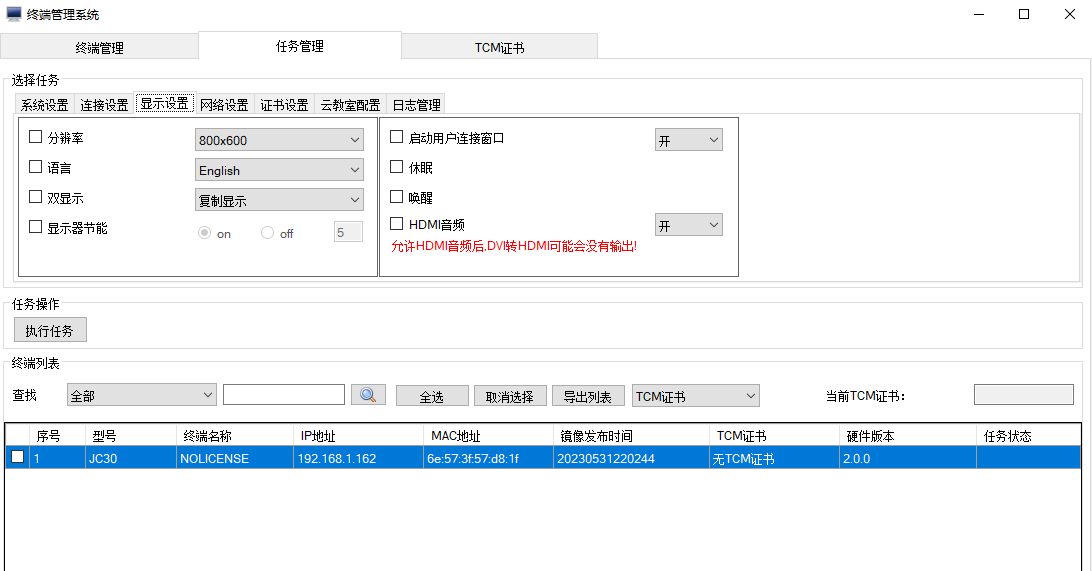 终端管理系统
终端管理 任务管理 TCM证书
选择任务
系统设置 连接设置 显示设置 网络设置 证书设置 云教室配置 日志管理
分辨率 800x600 启动用户连接窗口 开
语言 English 休眠
双显示 复制显示 唤醒
显示器节能 on off 5 HDMI音频 开
允许HDMI音频后,DVI转HDMI可能会没有输出!
任务操作
执行任务
终端列表
查找 全部 全选 取消选择 导出列表 TCM证书 当前TCM证书:
序号 型号 终端名称 IP地址 MAC地址 镜像发布时间 TCM证书 硬件版本 任务状态
1 JC30 NOLICENSE 192.168.1.162 6e:57:3f:57:d8:1f 20230531220244 无TCM证书 2.0.0